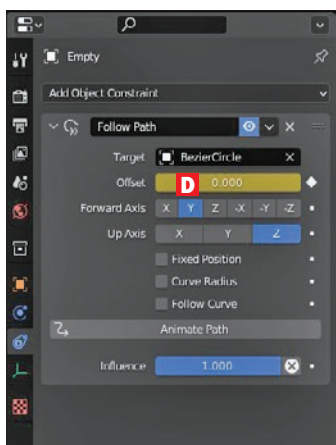 Empty
Add Object Constraint
Follow Path
Target BezierCircle
Offset D 0.000
Forward Axis X Y Z -X -Y -Z
Up Axis X Y Z
Fixed Position
Curve Radius
Follow Curve
Animate Path
Influence 1.000